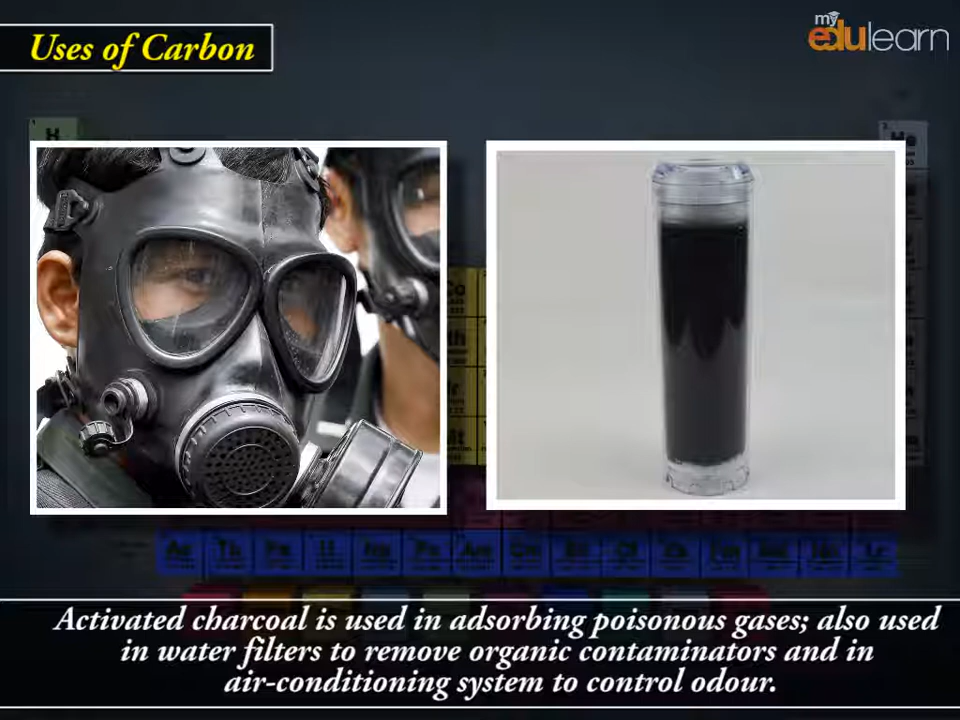 Uses of Carbon
my
edulearn
H
He
Activated charcoal is used in adsorbing poisonous gases; also used
in water filters to remove organic contaminators and in
air-conditioning system to control odour.